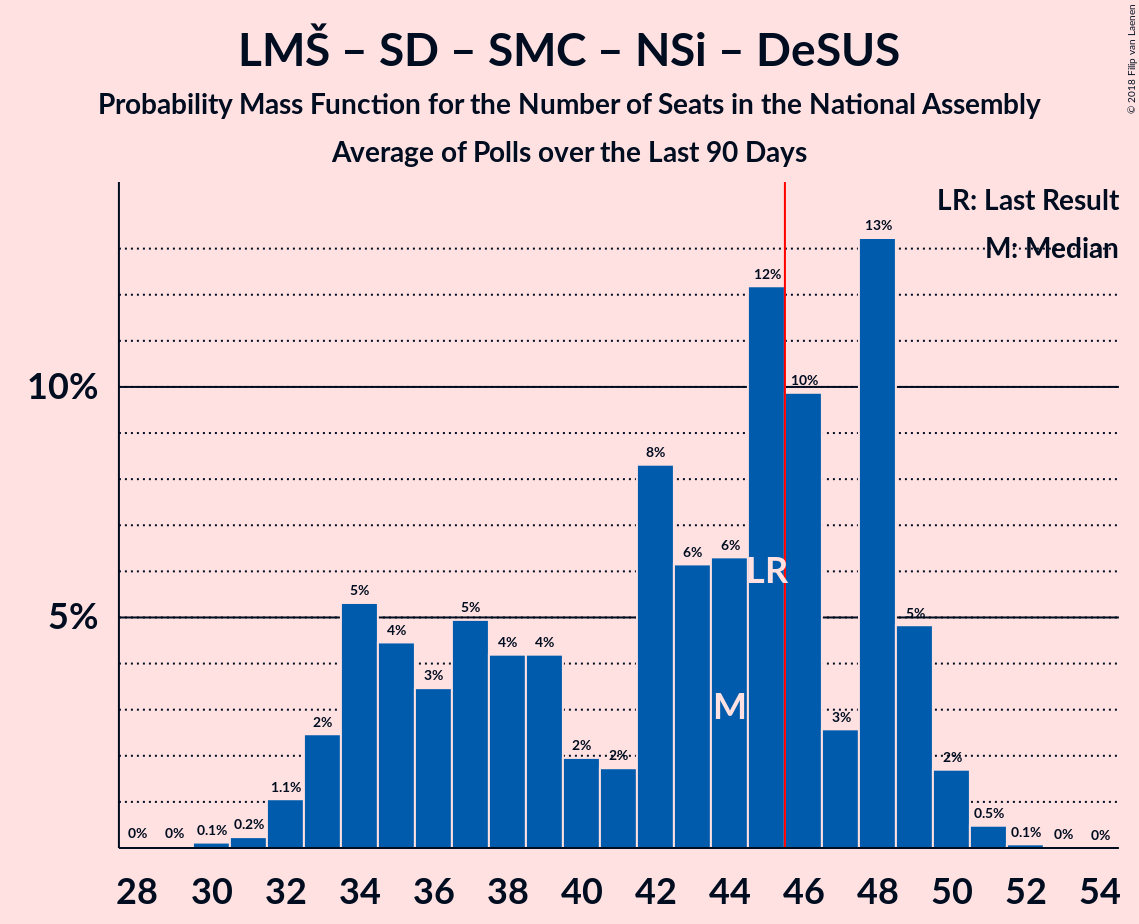 LMŠ – SD – SMC – NSi – DeSUS
Probability Mass Function for the Number of Seats in the National Assembly
Average of Polls over the Last 90 Days
© 2018 Filip van Laenen
LR: Last Result
M: Median
10%
5%
0% 0% 0.1% 0.2% 1.1% 2% 5% 4% 3% 5% 4% 4% 2% 2% 8% 6% 6% 12% 10% 3% 13% 5% 2% 0.5% 0.1% 0% 0%
LR
M
28 30 32 34 36 38 40 42 44 46 48 50 52 54